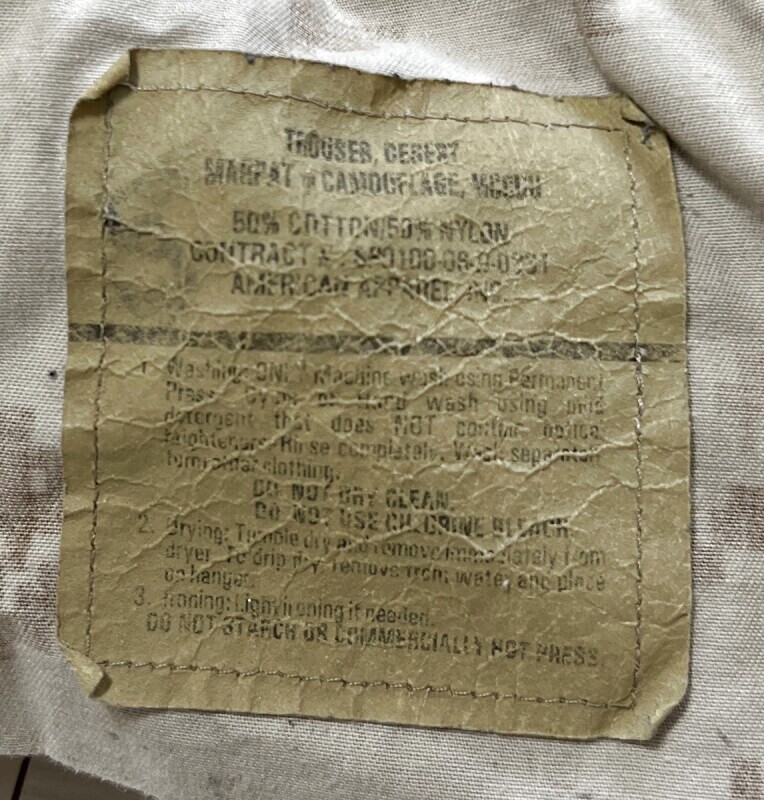 TROUSER, DESERT
MARPAT CAMOUFLAGE, MCCUU
50% COTTON/50% NYLON
CONTRACT #:
AMERICAN APPAREL, INC.
1. Washing: ONLY Machine wash using Permanent
Press or Hand wash using mild
detergent that does NOT contain optical
brighteners. Rinse completely. Wash separately
from other clothing.
DO NOT DRY CLEAN.
DO NOT USE CHLORINE BLEACH.
2. Drying: Tumble dry and remove immediately from
dryer. To drip dry, remove from water and place
on hanger.
3. Ironing: Light ironing if needed.
DO NOT STARCH OR COMMERCIALLY HOT PRESS.